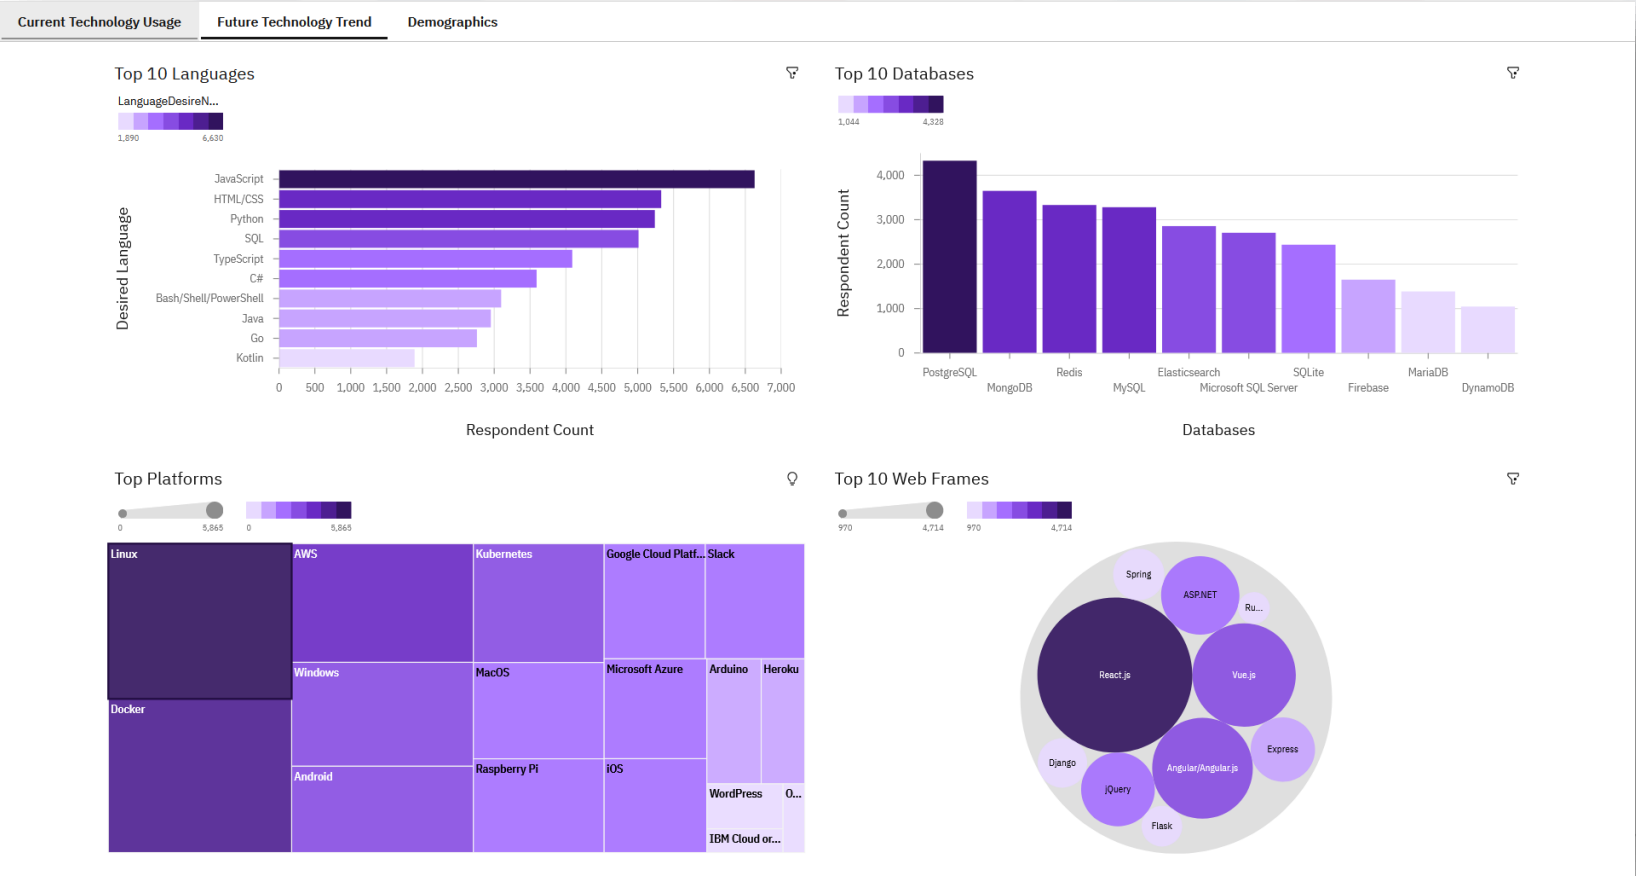 Current Technology Usage
Future Technology Trend
Demographics
Top 10 Languages
LanguageDesireN...
1,890 6,630
Desired Language
JavaScript
HTML/CSS
Python
SQL
TypeScript
C#
Bash/Shell/PowerShell
Java
Go
Kotlin
0 500 1,000 1,500 2,000 2,500 3,000 3,500 4,000 4,500 5,000 5,500 6,000 6,500 7,000
Respondent Count
Top 10 Databases
1,044 4,328
Respondent Count
4,000
3,000
2,000
1,000
0
PostgreSQL
MongoDB
Redis
MySQL
Elasticsearch
Microsoft SQL Server
SQLite
Firebase
MariaDB
DynamoDB
Databases
Top Platforms
0 5,865
0 5,865
Linux
Docker
AWS
Windows
Android
Kubernetes
MacOS
Raspberry Pi
Google Cloud Platf...
Microsoft Azure
iOS
Slack
Arduino
Heroku
WordPress
O...
IBM Cloud or...
Top 10 Web Frames
970 4,714
970 4,714
Spring
ASP.NET
Ru...
React.js
Vue.js
Express
Django
Angular/Angular.js
jQuery
Flask